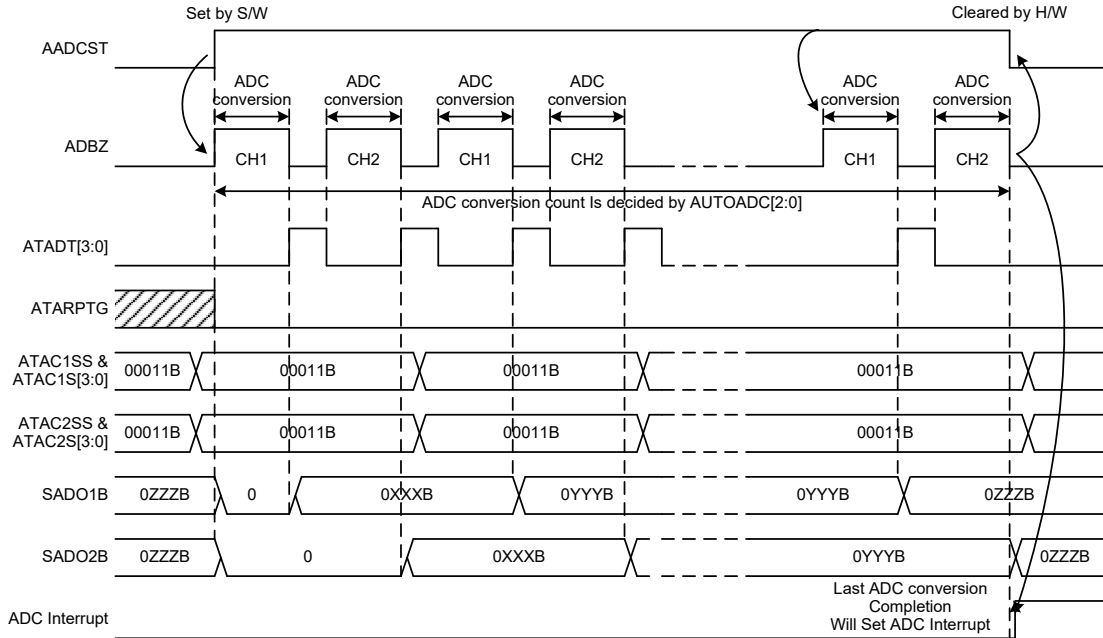 Set by S/W
Cleared by H/W
AADCST
ADC
conversion
ADC
conversion
ADC
conversion
ADC
conversion
ADC
conversion
ADC
conversion
ADBZ
CH1
CH2
CH1
CH2
CH1
CH2
ADC conversion count Is decided by AUTOADC[2:0]
ATADT[3:0]
ATARPTG
ATAC1SS &
ATAC1S[3:0]
00011B
00011B
00011B
00011B
ATAC2SS &
ATAC2S[3:0]
00011B
00011B
00011B
00011B
SADO1B
0ZZZB
0
0XXXB
0YYYB
0YYYB
0ZZZB
SADO2B
0ZZZB
0
0XXXB
0YYYB
0ZZZB
ADC Interrupt
Last ADC conversion
Completion
Will Set ADC Interrupt